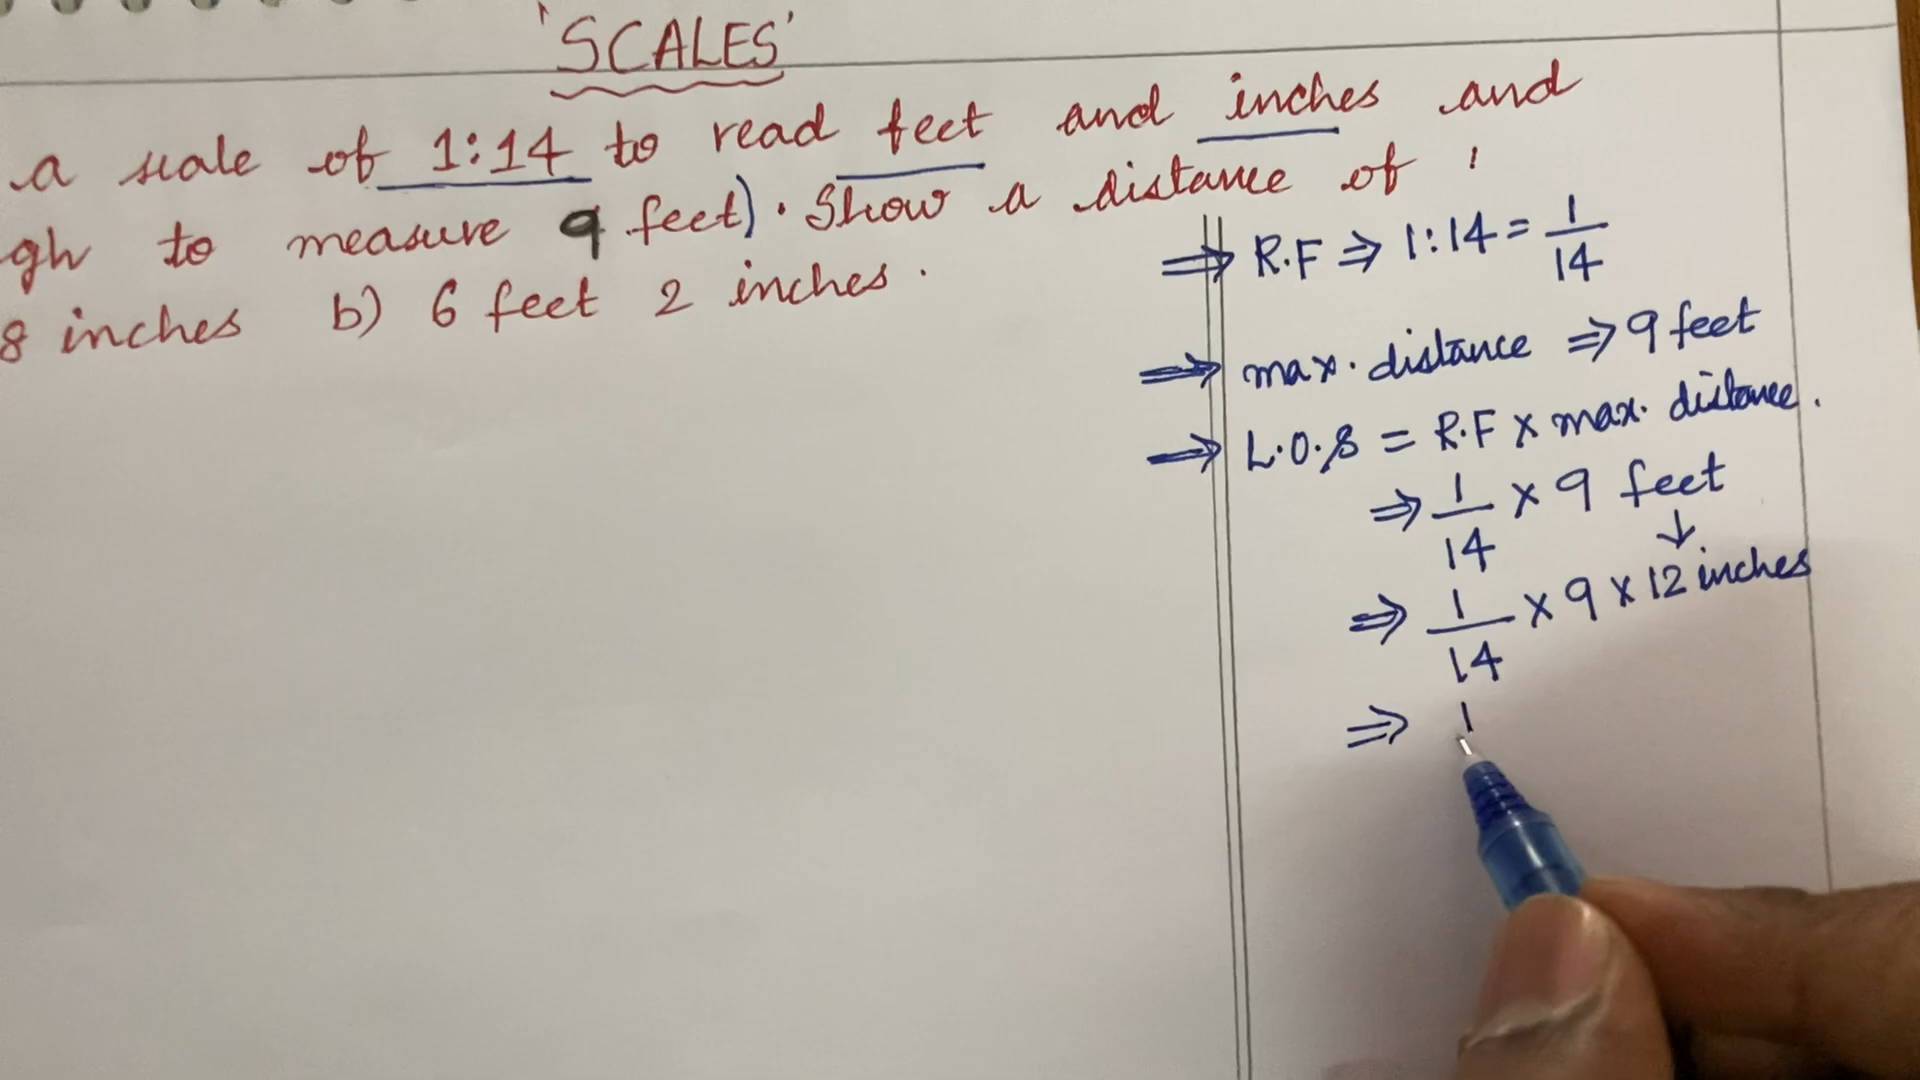 'SCALES'
a scale of 1:14 to read feet and inches and
gh to measure 9 feet). Show a distance of
8 inches b) 6 feet 2 inches.
⇒ R.F ⇒ 1:14 = 1/14
⇒ max. distance ⇒ 9 feet
⇒ L.O.S = R.F × max. distance.
⇒ 1/14 × 9 feet
↓
⇒ 1/14 × 9 × 12 inches
⇒ 1